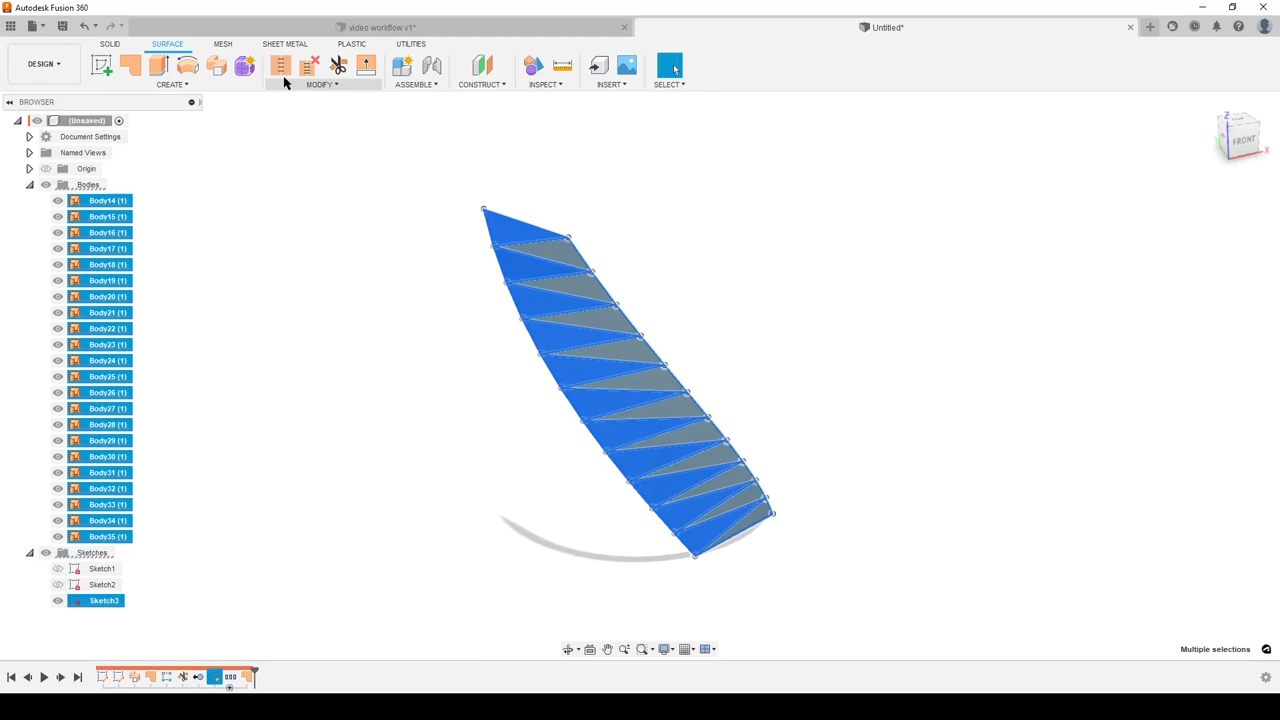 Autodesk Fusion 360
video workflow v1*
Untitled*
SOLID SURFACE MESH SHEET METAL PLASTIC UTILITIES
DESIGN
CREATE MODIFY ASSEMBLE CONSTRUCT INSPECT INSERT SELECT
BROWSER
(Unsaved)
Document Settings
Named Views
Origin
Bodies
Body14 (1)
Body15 (1)
Body16 (1)
Body17 (1)
Body18 (1)
Body19 (1)
Body20 (1)
Body21 (1)
Body22 (1)
Body23 (1)
Body24 (1)
Body25 (1)
Body26 (1)
Body27 (1)
Body28 (1)
Body29 (1)
Body30 (1)
Body31 (1)
Body32 (1)
Body33 (1)
Body34 (1)
Body35 (1)
Sketches
Sketch1
Sketch2
Sketch3
Z
FRONT
X
Multiple selections